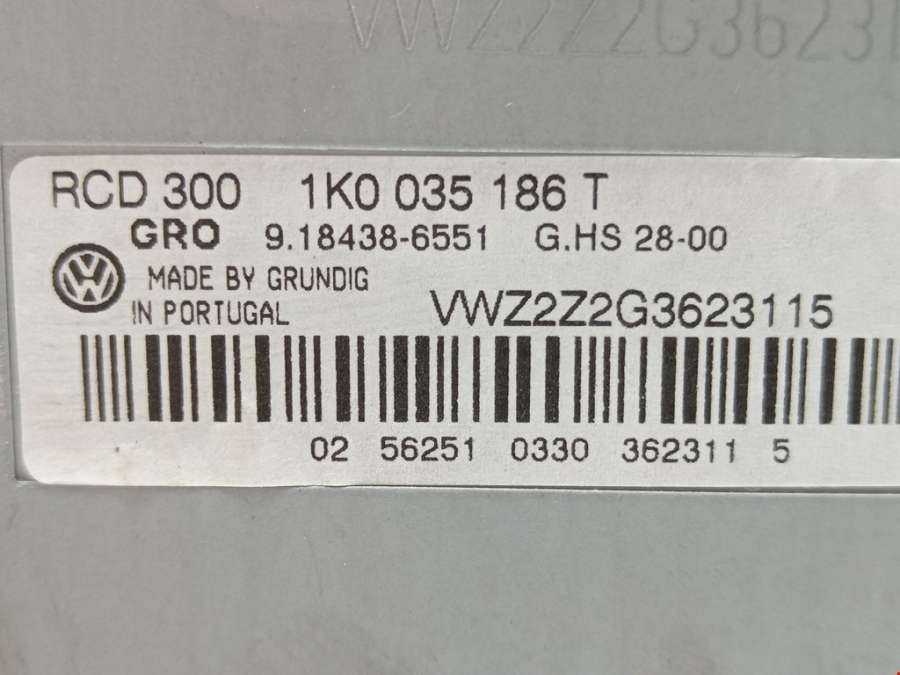 VWZ2Z2G36231
RCD 300 1K0 035 186 T
GRO 9.18438-6551 G.HS 28-00
MADE BY GRUNDIG
IN PORTUGAL VWZ2Z2G3623115
02 56251 0330 362311 5